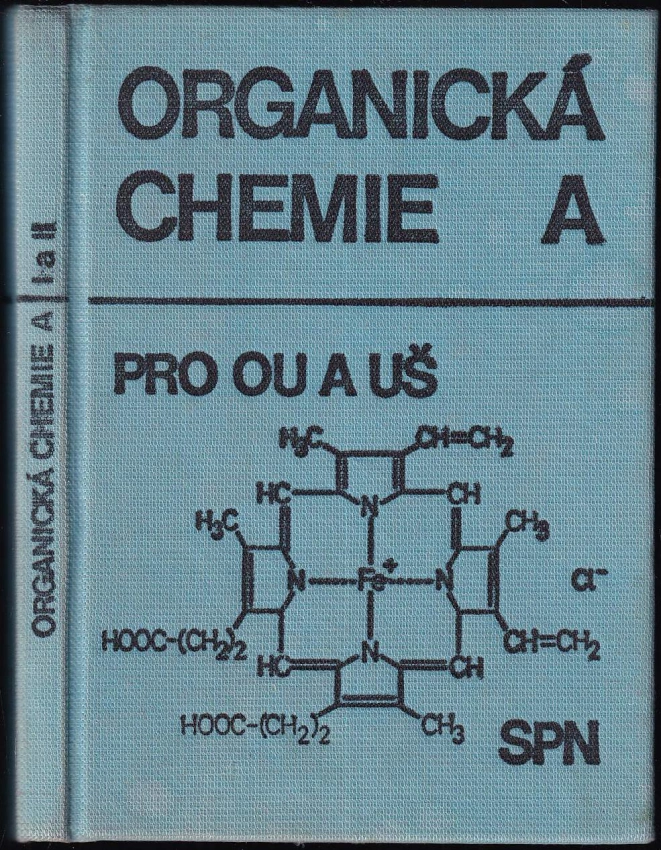 ORGANICKÁ
CHEMIE A
PRO OU A UŠ
H₃C CH=CH₂
HC N CH
H₃C CH₃
N Fe⁺ N Cl⁻
HOOC-(CH₂)₂ N CH=CH₂
HC CH
HOOC-(CH₂)₂ CH₃
SPN
ORGANICKÁ CHEMIE A | I a II